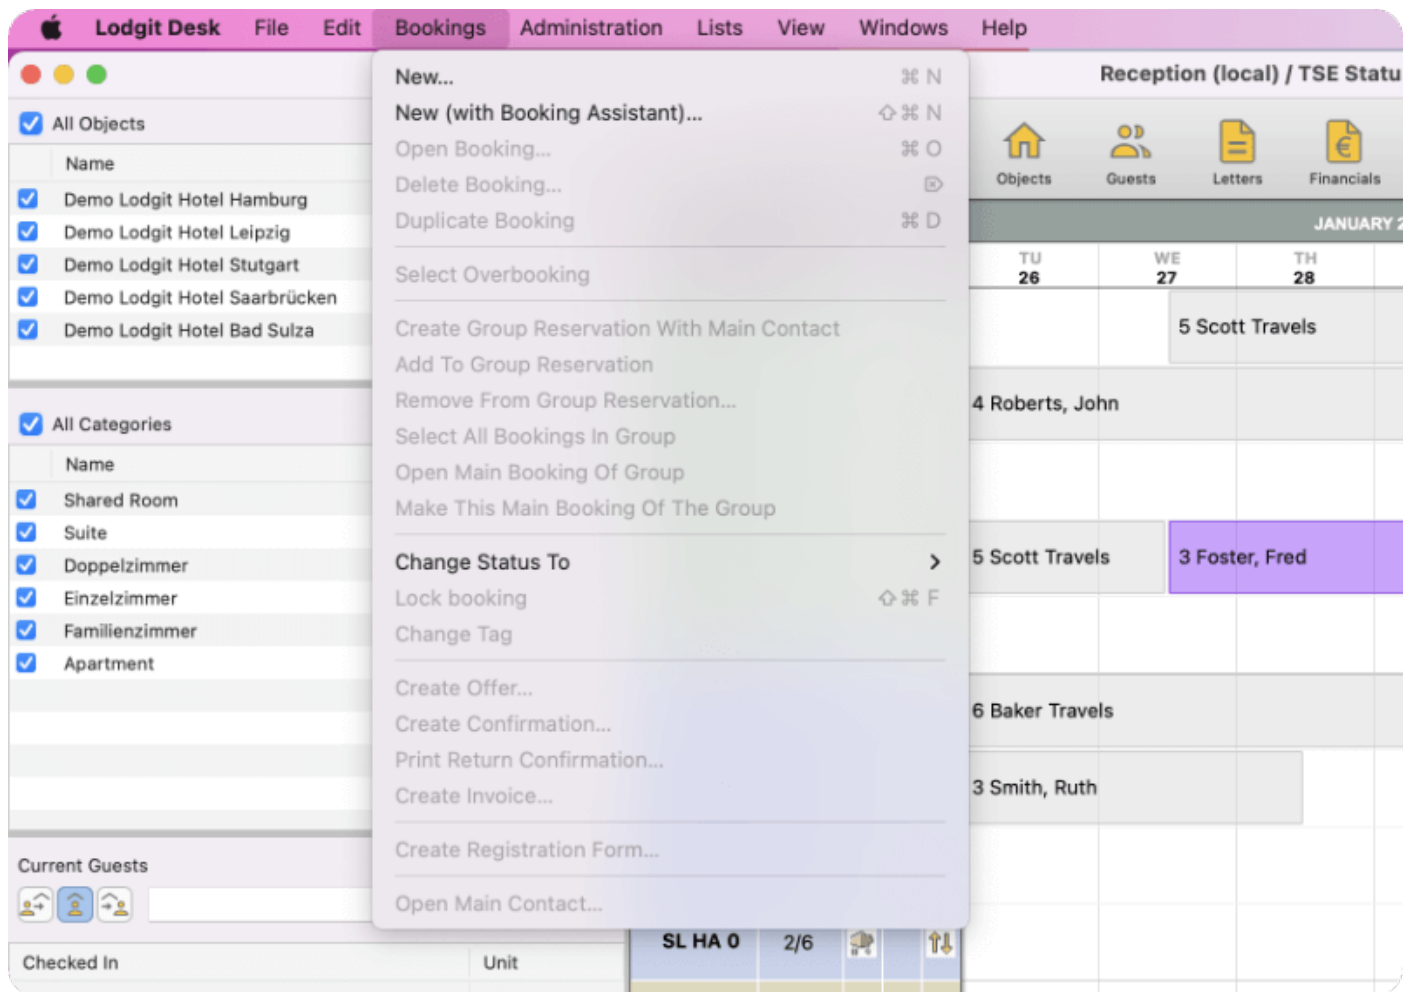 Lodgit Desk File Edit Bookings Administration Lists View Windows Help
Reception (local) / TSE Statu
All Objects
Name
Demo Lodgit Hotel Hamburg
Demo Lodgit Hotel Leipzig
Demo Lodgit Hotel Stutgart
Demo Lodgit Hotel Saarbrücken
Demo Lodgit Hotel Bad Sulza
All Categories
Name
Shared Room
Suite
Doppelzimmer
Einzelzimmer
Familienzimmer
Apartment
Current Guests
Checked In Unit
New... ⌘ N
New (with Booking Assistant)... ⇧ ⌘ N
Open Booking... ⌘ O
Delete Booking... ⌦
Duplicate Booking ⌘ D
Select Overbooking
Create Group Reservation With Main Contact
Add To Group Reservation
Remove From Group Reservation...
Select All Bookings In Group
Open Main Booking Of Group
Make This Main Booking Of The Group
Change Status To
Lock booking ⇧ ⌘ F
Change Tag
Create Offer...
Create Confirmation...
Print Return Confirmation...
Create Invoice...
Create Registration Form...
Open Main Contact...
SL HA 0 2/6
Objects Guests Letters Financials
JANUARY 2
TU WE TH
26 27 28
5 Scott Travels
4 Roberts, John
5 Scott Travels 3 Foster, Fred
6 Baker Travels
3 Smith, Ruth